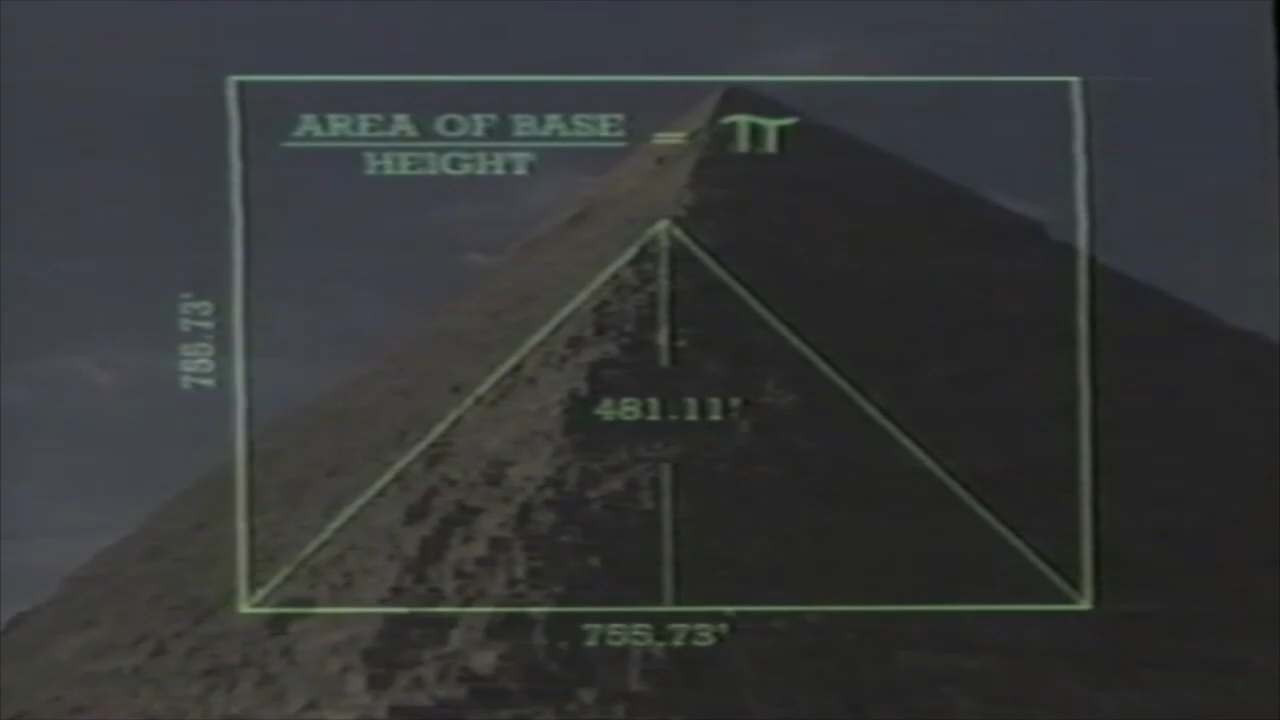 AREA OF BASE = π
HEIGHT
755.73'
481.11'
755.73'